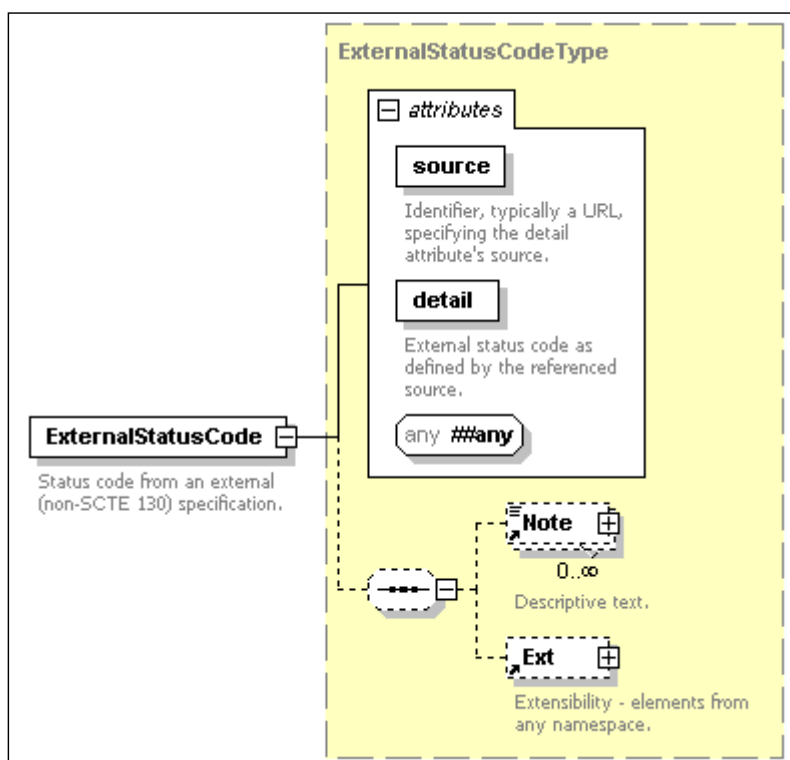 ExternalStatusCodeType
attributes
source
Identifier, typically a URL,
specifying the detail
attribute's source.
detail
External status code as
defined by the referenced
source.
any ##any
ExternalStatusCode
Status code from an external
(non-SCTE 130) specification.
Note
0..∞
Descriptive text.
Ext
Extensibility - elements from
any namespace.